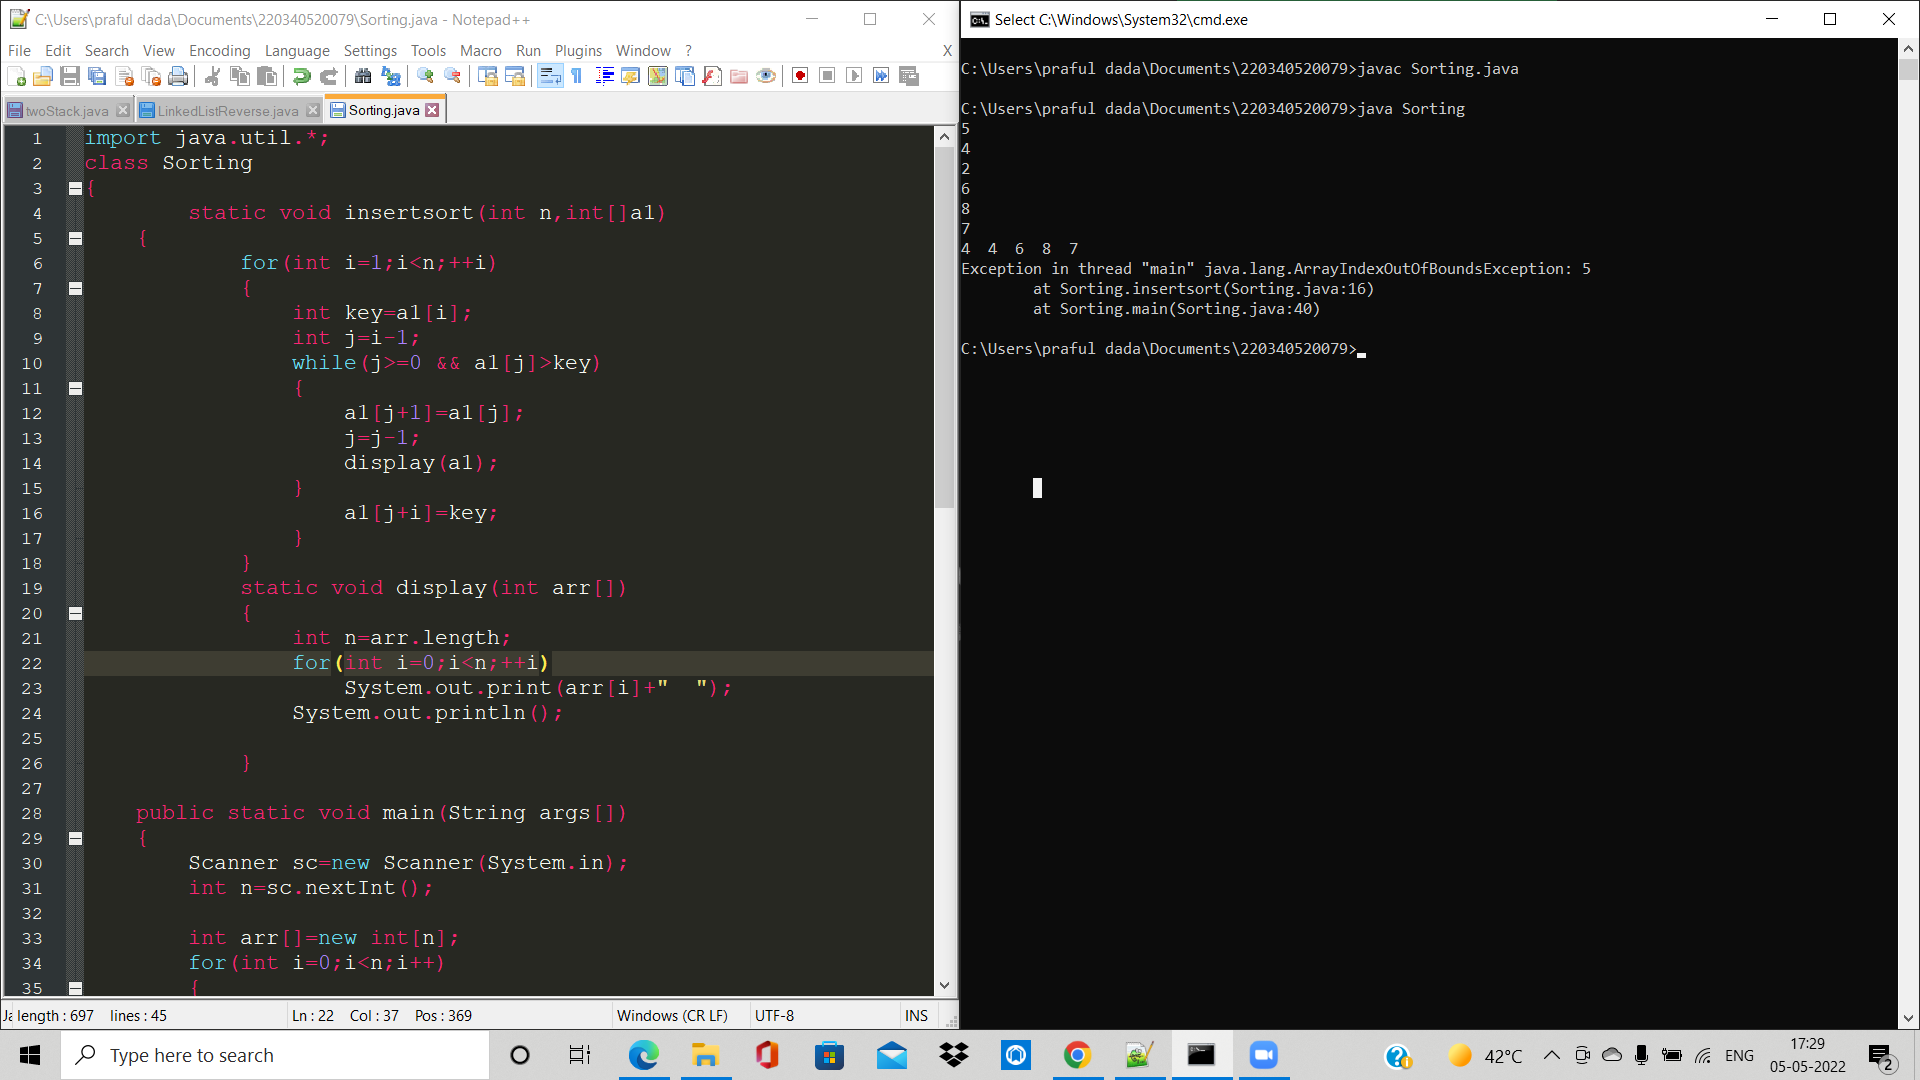 C:\Users\praful dada\Documents\220340520079\Sorting.java - Notepad++
File Edit Search View Encoding Language Settings Tools Macro Run Plugins Window ? X
twoStack.java LinkedListReverse.java Sorting.java
1 import java.util.*;
2 class Sorting
3 {
4 static void insertsort(int n,int[]a1)
5 {
6 for(int i=1;i<n;++i)
7 {
8 int key=a1[i];
9 int j=i-1;
10 while(j>=0 && a1[j]>key)
11 {
12 a1[j+1]=a1[j];
13 j=j-1;
14 display(a1);
15 }
16 a1[j+i]=key;
17 }
18 }
19 static void display(int arr[])
20 {
21 int n=arr.length;
22 for(int i=0;i<n;++i)
23 System.out.print(arr[i]+"  ");
24 System.out.println();
25
26 }
27
28 public static void main(String args[])
29 {
30 Scanner sc=new Scanner(System.in);
31 int n=sc.nextInt();
32
33 int arr[]=new int[n];
34 for(int i=0;i<n;i++)
35 {
length : 697 lines : 45 Ln : 22 Col : 37 Pos : 369 Windows (CR LF) UTF-8 INS
Select C:\Windows\System32\cmd.exe
C:\Users\praful dada\Documents\220340520079>javac Sorting.java
C:\Users\praful dada\Documents\220340520079>java Sorting
5
4
2
6
8
7
4  4  6  8  7
Exception in thread "main" java.lang.ArrayIndexOutOfBoundsException: 5
at Sorting.insertsort(Sorting.java:16)
at Sorting.main(Sorting.java:40)
C:\Users\praful dada\Documents\220340520079>
Type here to search
42°C
ENG
17:29
05-05-2022
2